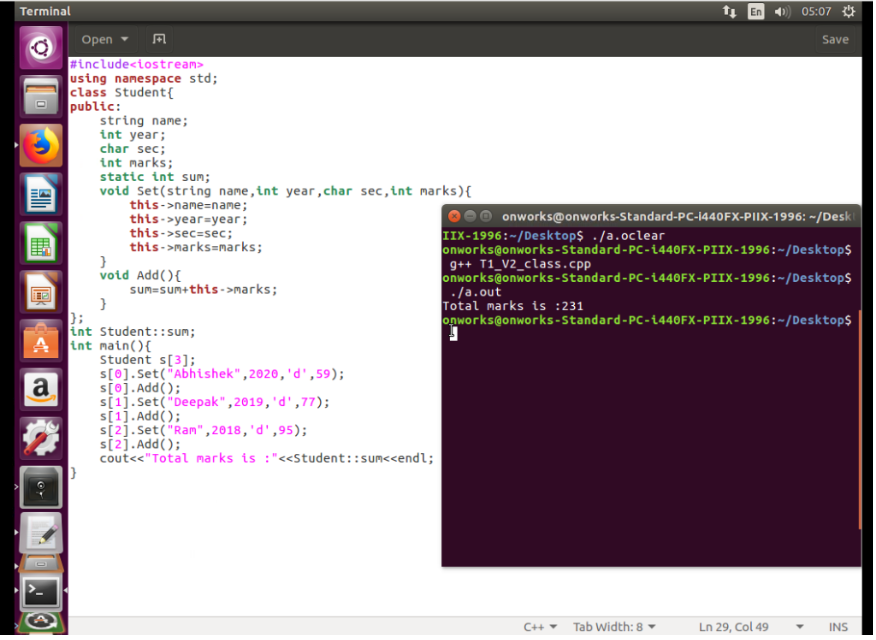 Terminal
En
05:07
Open
Save
#include<iostream>
using namespace std;
class Student{
public:
    string name;
    int year;
    char sec;
    int marks;
    static int sum;
    void Set(string name,int year,char sec,int marks){
        this->name=name;
        this->year=year;
        this->sec=sec;
        this->marks=marks;
    }
    void Add(){
        sum=sum+this->marks;
    }
};
int Student::sum;
int main(){
    Student s[3];
    s[0].Set("Abhishek",2020,'d',59);
    s[0].Add();
    s[1].Set("Deepak",2019,'d',77);
    s[1].Add();
    s[2].Set("Ram",2018,'d',95);
    s[2].Add();
    cout<<"Total marks is :"<<Student::sum<<endl;
}
onworks@onworks-Standard-PC-i440FX-PIIX-1996: ~/Desk
IIX-1996:~/Desktop$ ./a.oclear
onworks@onworks-Standard-PC-i440FX-PIIX-1996:~/Desktop$
 g++ T1_V2_class.cpp
onworks@onworks-Standard-PC-i440FX-PIIX-1996:~/Desktop$
 ./a.out
Total marks is :231
onworks@onworks-Standard-PC-i440FX-PIIX-1996:~/Desktop$
C++
Tab Width: 8
Ln 29, Col 49
INS